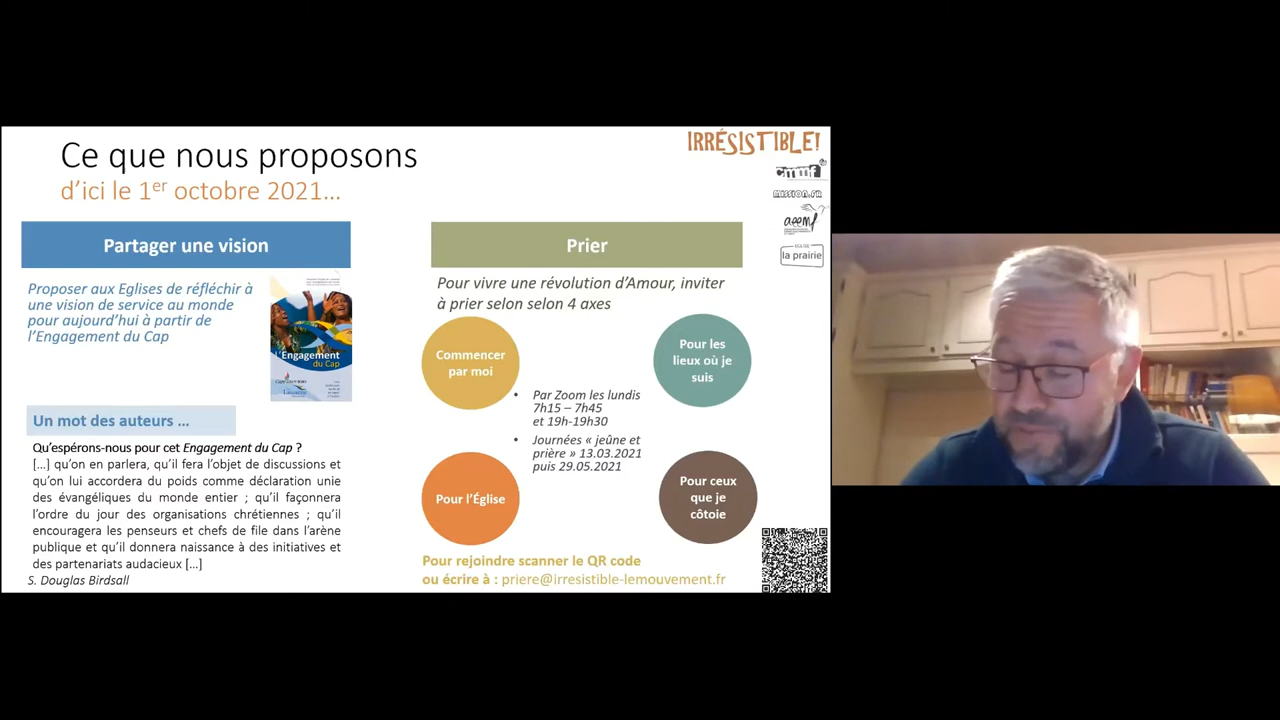 Ce que nous proposons
d'ici le 1er octobre 2021…
IRRÉSISTIBLE!
cmmf
MISSION.FR
aeemf
la prairie
Partager une vision
Proposer aux Eglises de réfléchir à
une vision de service au monde
pour aujourd'hui à partir de
l'Engagement du Cap
l'Engagement
du Cap
Un mot des auteurs …
Qu'espérons-nous pour cet Engagement du Cap ?
[…] qu'on en parlera, qu'il fera l'objet de discussions et
qu'on lui accordera du poids comme déclaration unie
des évangéliques du monde entier ; qu'il façonnera
l'ordre du jour des organisations chrétiennes ; qu'il
encouragera les penseurs et chefs de file dans l'arène
publique et qu'il donnera naissance à des initiatives et
des partenariats audacieux […]
S. Douglas Birdsall
Prier
Pour vivre une révolution d'Amour, inviter
à prier selon selon 4 axes
Commencer
par moi
Pour les
lieux où je
suis
• Par Zoom les lundis
7h15 – 7h45
et 19h-19h30
• Journées « jeûne et
prière » 13.03.2021
puis 29.05.2021
Pour l'Église
Pour ceux
que je
côtoie
Pour rejoindre scanner le QR code
ou écrire à : priere@irresistible-lemouvement.fr